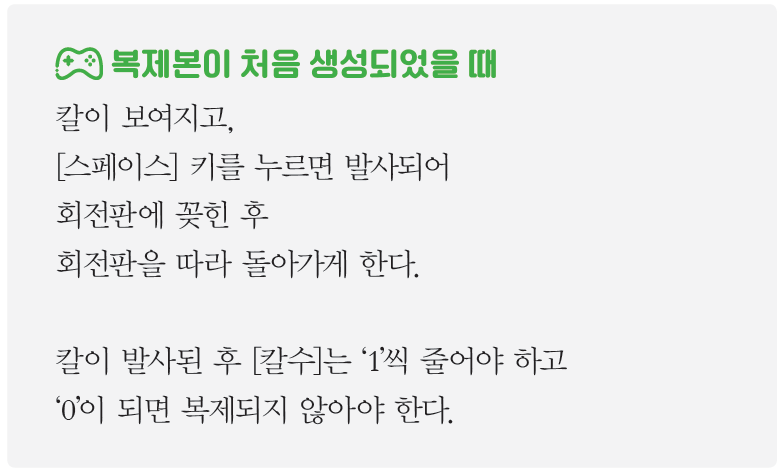 복제본이 처음 생성되었을 때
칼이 보여지고,
[스페이스] 키를 누르면 발사되어
회전판에 꽂힌 후
회전판을 따라 돌아가게 한다.
칼이 발사된 후 [칼수]는 ‘1’씩 줄어야 하고
‘0’이 되면 복제되지 않아야 한다.